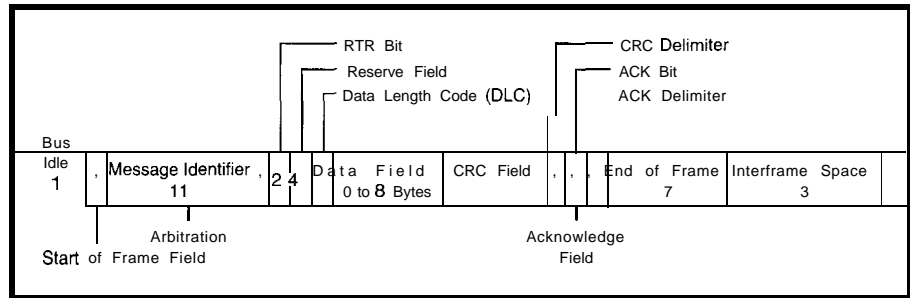 RTR Bit
Reserve Field
Data Length Code (DLC)
CRC Delimiter
ACK Bit
ACK Delimiter
Bus
Idle
1
, Message Identifier , 2 4 Data Field CRC Field , , , End of Frame Interframe Space
11 0 to 8 Bytes 7 3
Arbitration
Acknowledge
Start of Frame Field
Field